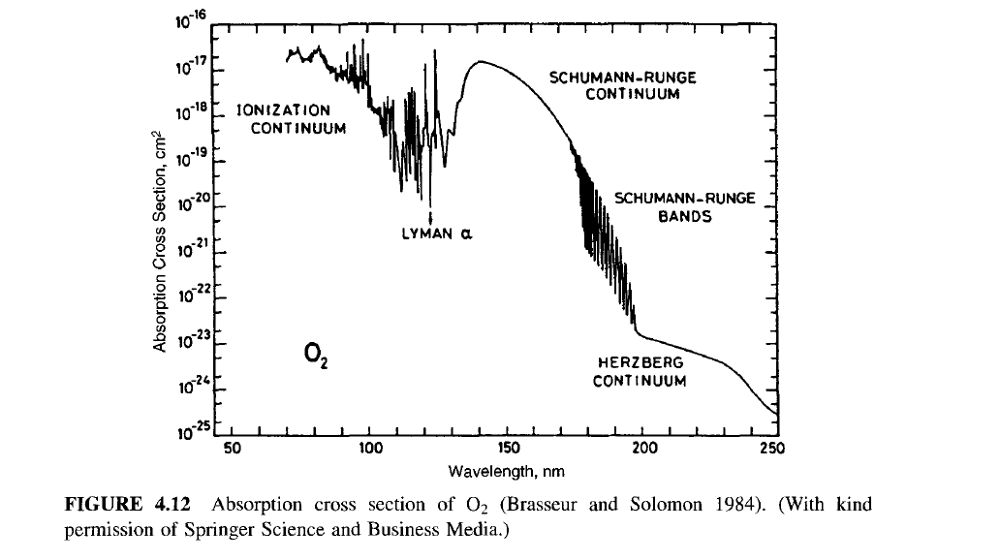 10-16
10-17
10-18
10-19
10-20
10-21
10-22
10-23
10-24
10-25
Absorption Cross Section, cm2
IONIZATION
CONTINUUM
LYMAN α
SCHUMANN-RUNGE
CONTINUUM
SCHUMANN-RUNGE
BANDS
O2
HERZBERG
CONTINUUM
50 100 150 200 250
Wavelength, nm
FIGURE 4.12 Absorption cross section of O2 (Brasseur and Solomon 1984). (With kind
permission of Springer Science and Business Media.)